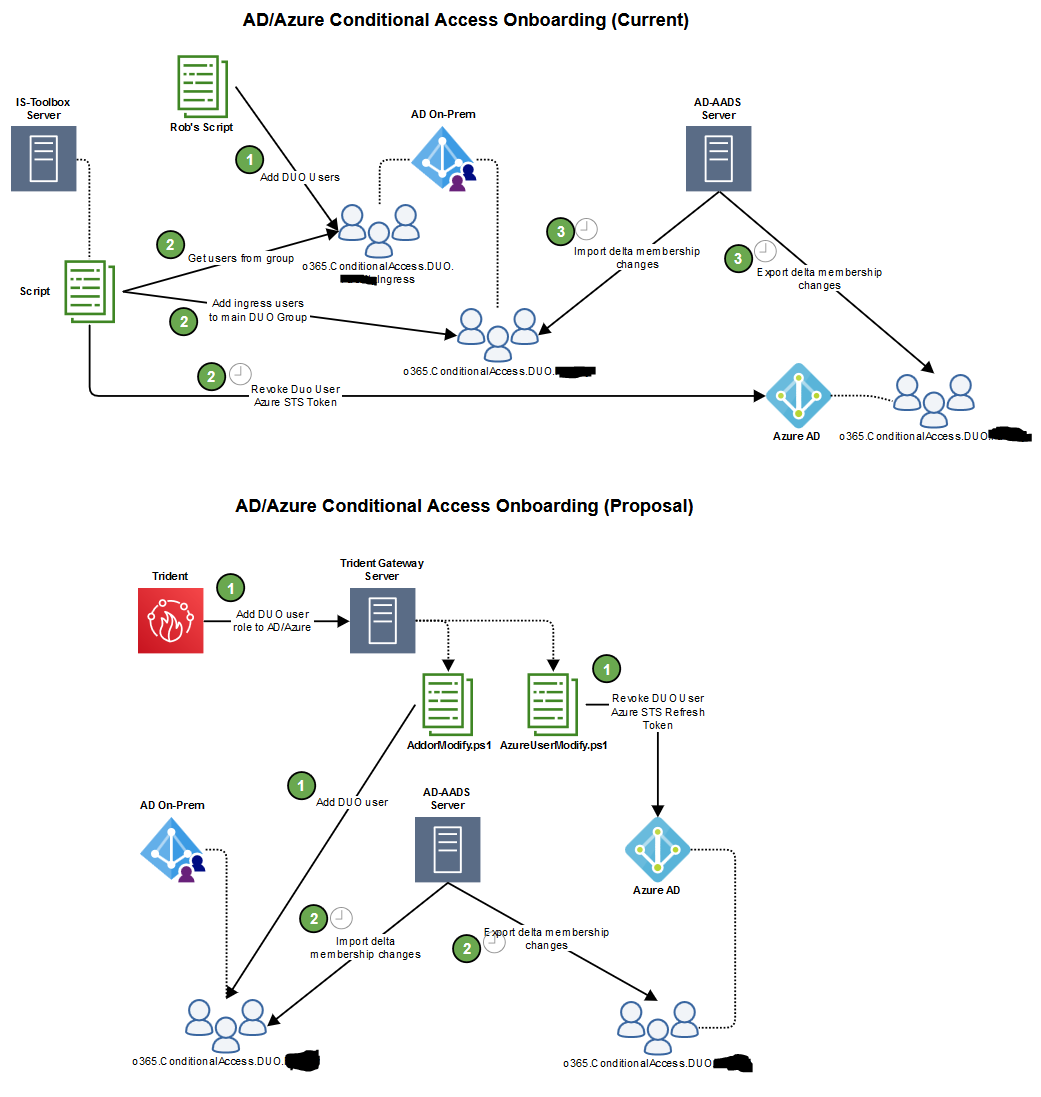 AD/Azure Conditional Access Onboarding (Current)
IS-Toolbox
Server
Rob's Script
AD On-Prem
AD-AADS
Server
1
Add DUO Users
2
Get users from group
o365.ConditionalAccess.DUO.
Ingress
3
Import delta membership
changes
3
Export delta membership
changes
Script
Add ingress users
to main DUO Group
2
o365.ConditionalAccess.DUO.
2
Revoke Duo User
Azure STS Token
Azure AD
o365.ConditionalAccess.DUO.
AD/Azure Conditional Access Onboarding (Proposal)
Trident
1
Add DUO user
role to AD/Azure
Trident Gateway
Server
AddorModify.ps1
AzureUserModify.ps1
1
Revoke DUO User
Azure STS Refresh
Token
1
Add DUO user
AD On-Prem
AD-AADS
Server
Azure AD
2
Import delta
membership changes
2
Export delta membership
changes
o365.ConditionalAccess.DUO.
o365.ConditionalAccess.DUO.